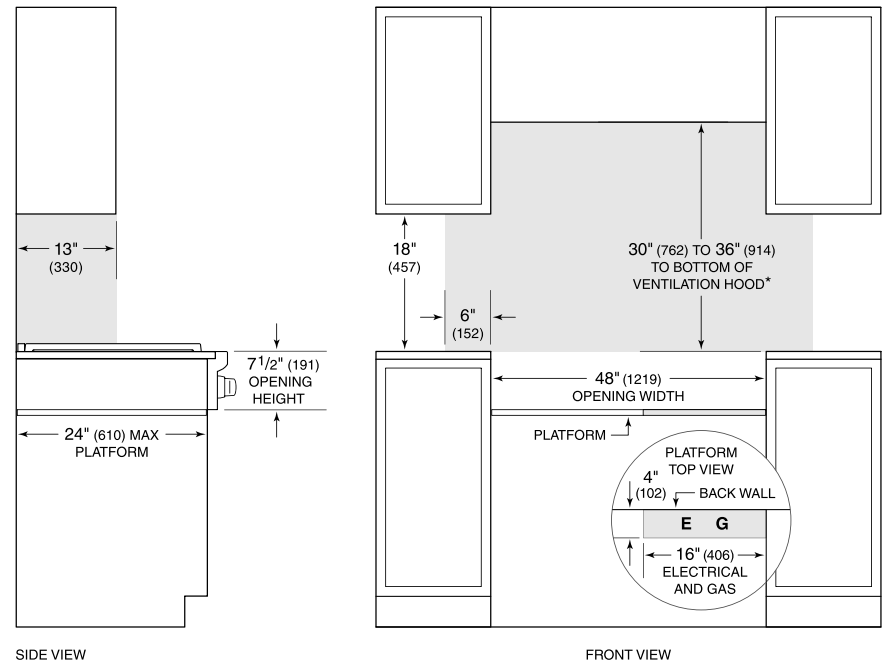 13"
(330)
7 1/2" (191)
OPENING
HEIGHT
24" (610) MAX
PLATFORM
SIDE VIEW
18"
(457)
6"
(152)
30" (762) TO 36" (914)
TO BOTTOM OF
VENTILATION HOOD*
48" (1219)
OPENING WIDTH
PLATFORM
PLATFORM
TOP VIEW
4"
(102)
BACK WALL
E G
16" (406)
ELECTRICAL
AND GAS
FRONT VIEW